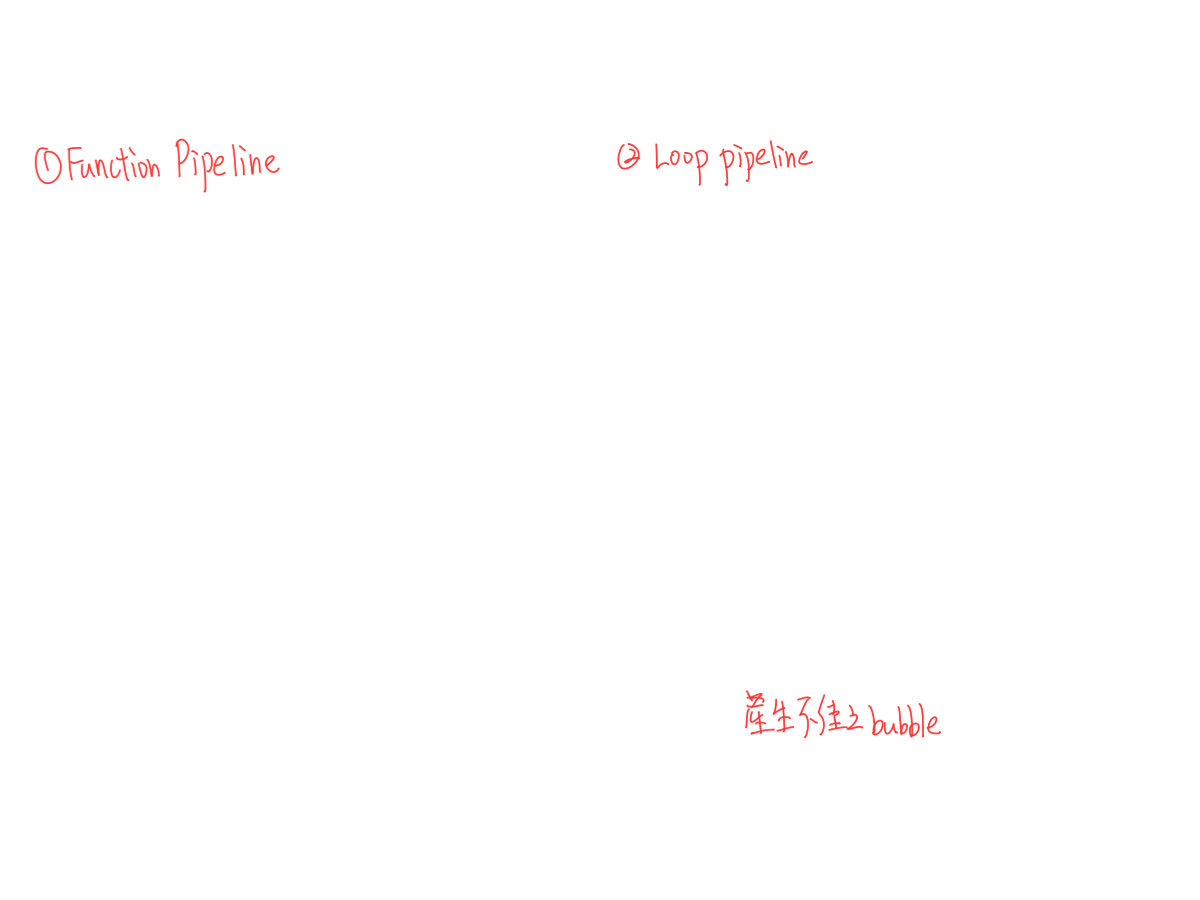 ①Function Pipeline
② Loop pipeline
產生不佳之bubble